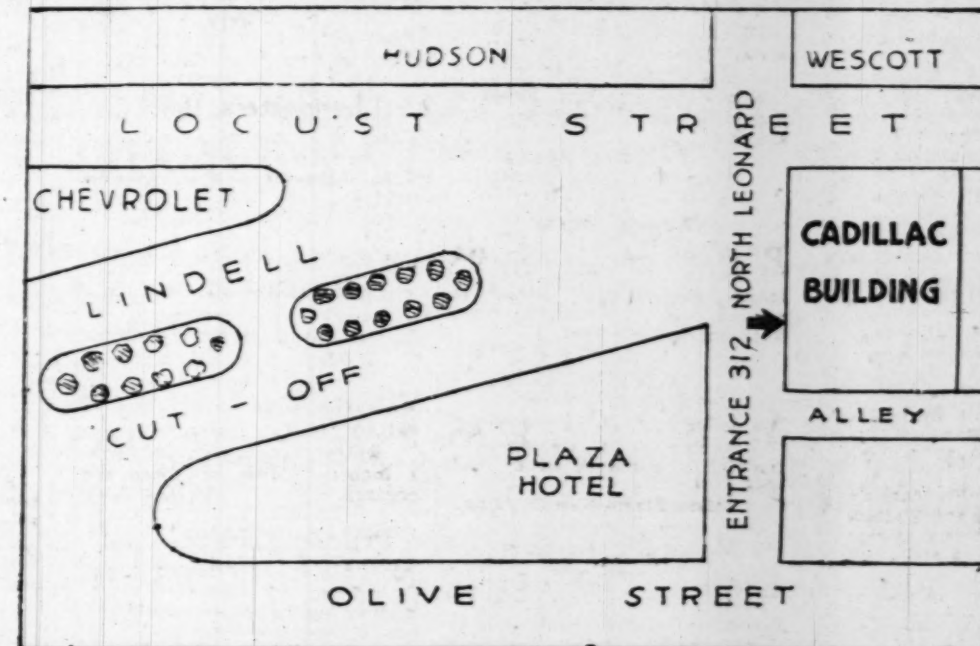 HUDSON
WESCOTT
LOCUST STREET
CHEVROLET
LINDELL
CUT-OFF
ENTRANCE 312 NORTH LEONARD
CADILLAC
BUILDING
ALLEY
PLAZA
HOTEL
OLIVE STREET